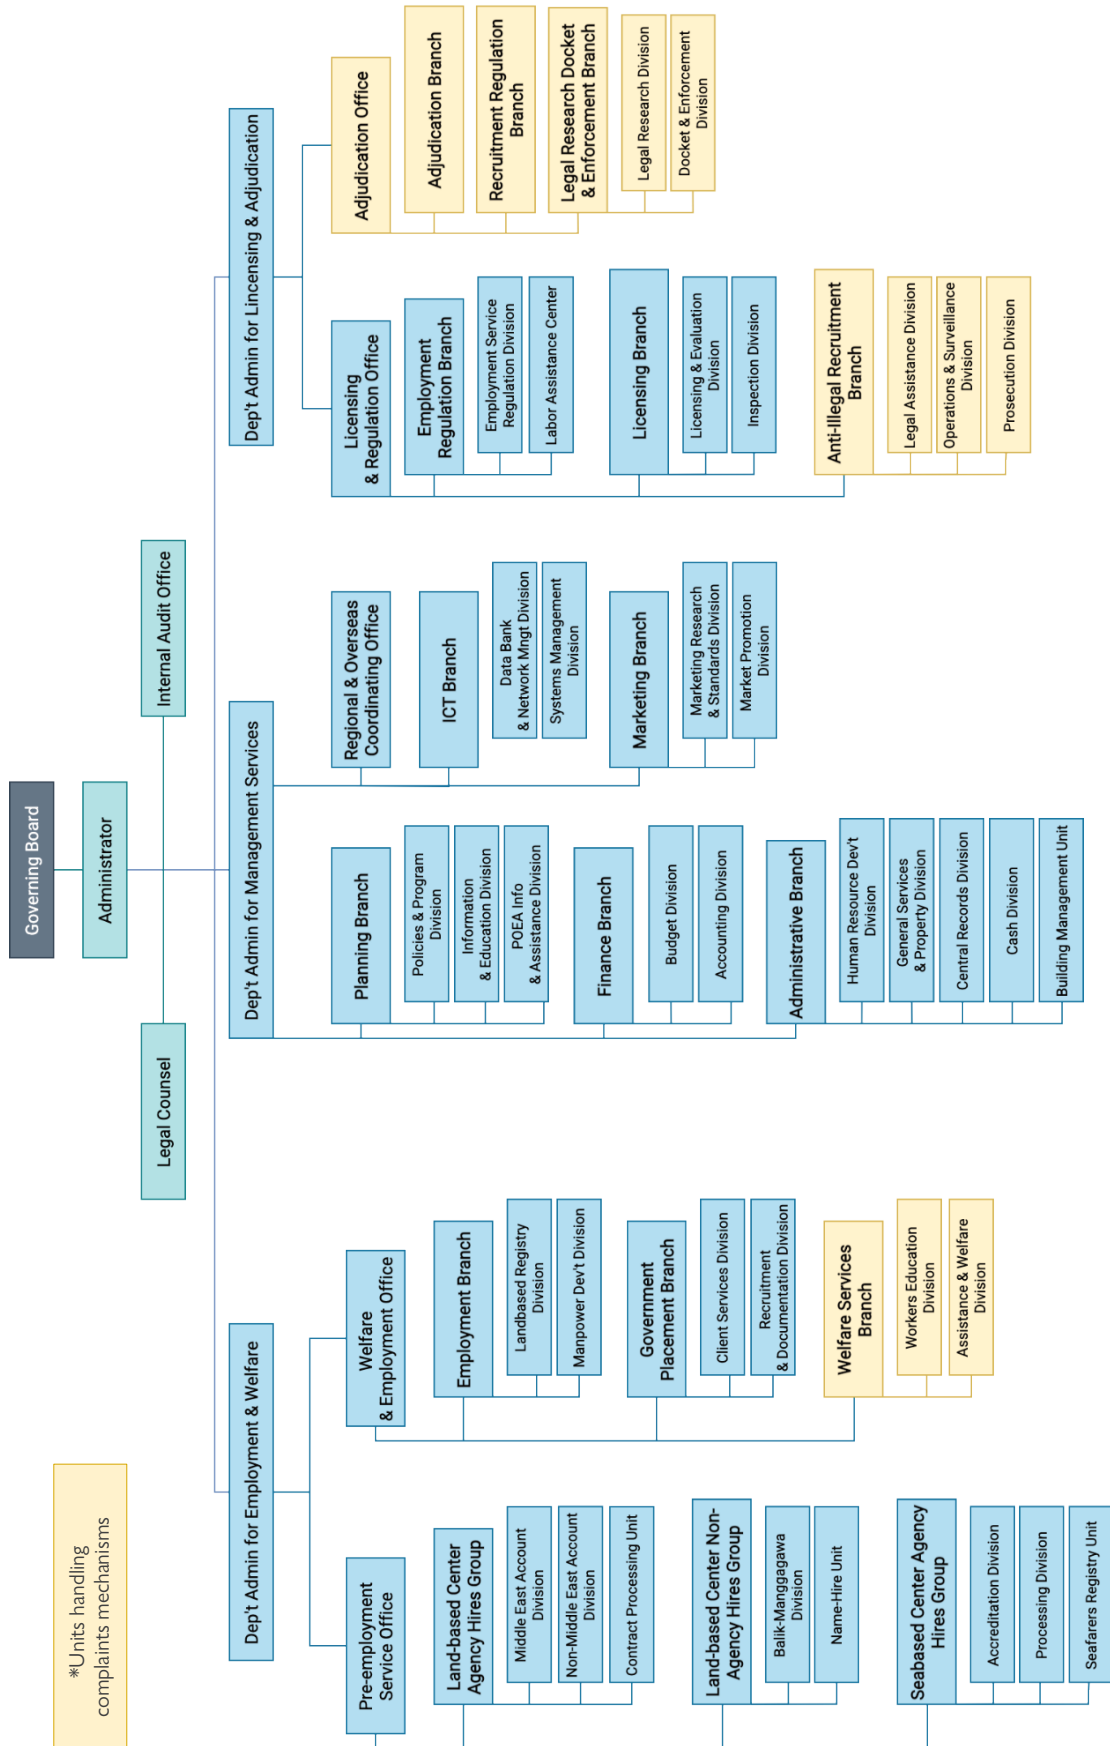 *Units handling
complaints mechanisms
Governing Board
Administrator
Legal Counsel
Internal Audit Office
Dep't Admin for Employment & Welfare
Pre-employment
Service Office
Land-based Center
Agency Hires Group
Middle East Account
Division
Non-Middle East Account
Division
Contract Processing Unit
Land-based Center Non-
Agency Hires Group
Balik-Manggagawa
Division
Name-Hire Unit
Seabased Center Agency
Hires Group
Accreditation Division
Processing Division
Seafarers Registry Unit
Welfare
& Employment Office
Employment Branch
Landbased Registry
Division
Manpower Dev't Division
Government
Placement Branch
Client Services Division
Recruitment
& Documentation Division
Welfare Services
Branch
Workers Education
Division
Assistance & Welfare
Division
Dep't Admin for Management Services
Planning Branch
Policies & Program
Division
Information
& Education Division
POEA Info
& Assistance Division
Finance Branch
Budget Division
Accounting Division
Administrative Branch
Human Resource Dev't
Division
General Services
& Property Division
Central Records Division
Cash Division
Building Management Unit
Regional & Overseas
Coordinating Office
ICT Branch
Data Bank
& Network Mngt Division
Systems Management
Division
Marketing Branch
Marketing Research
& Standards Division
Market Promotion
Division
Dep't Admin for Lincensing & Adjudication
Licensing
& Regulation Office
Employment
Regulation Branch
Employment Service
Regulation Division
Labor Assistance Center
Licensing Branch
Licensing & Evaluation
Division
Inspection Division
Anti-Illegal Recruitment
Branch
Legal Assistance Division
Operations & Surveillance
Division
Prosecution Division
Adjudication Office
Adjudication Branch
Recruitment Regulation
Branch
Legal Research Docket
& Enforcement Branch
Legal Research Division
Docket & Enforcement
Division